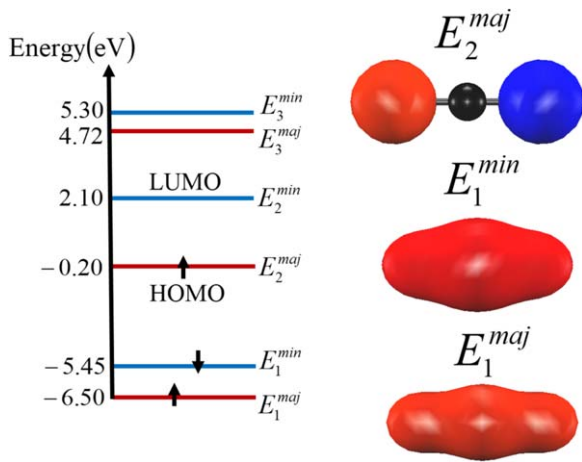 Energy(eV)
5.30 E₃ᵐⁱⁿ
4.72 E₃ᵐᵃʲ
LUMO
2.10 E₂ᵐⁱⁿ
−0.20 E₂ᵐᵃʲ
HOMO
−5.45 E₁ᵐⁱⁿ
−6.50 E₁ᵐᵃʲ
E₂ᵐᵃʲ
E₁ᵐⁱⁿ
E₁ᵐᵃʲ